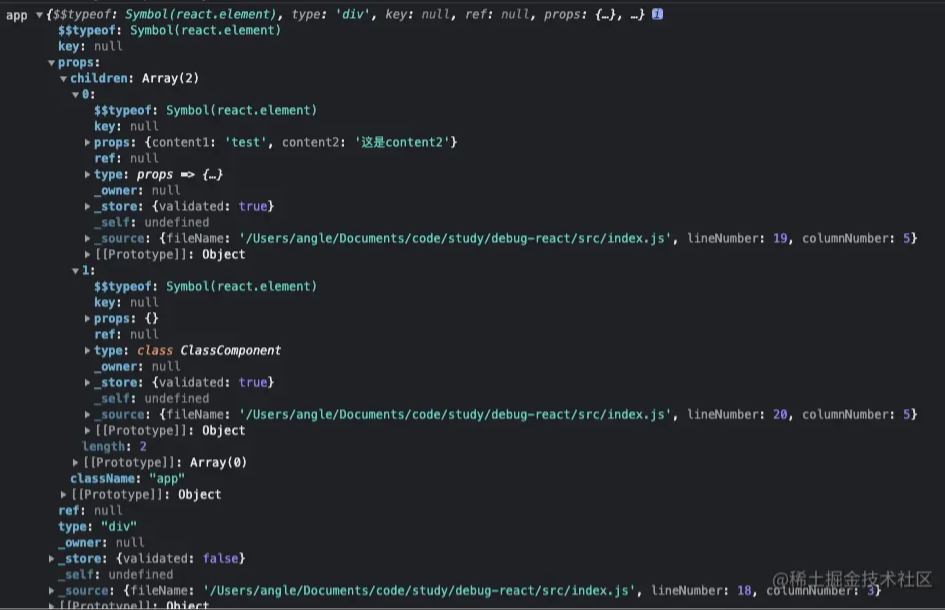 app ▼{$$typeof: Symbol(react.element), type: 'div', key: null, ref: null, props: {…}, …} i
$$typeof: Symbol(react.element)
key: null
▼props:
▼children: Array(2)
▼0:
$$typeof: Symbol(react.element)
key: null
▶props: {content1: 'test', content2: '这是content2'}
ref: null
▶type: props => {…}
_owner: null
▶_store: {validated: true}
_self: undefined
▶_source: {fileName: '/Users/angle/Documents/code/study/debug-react/src/index.js', lineNumber: 19, columnNumber: 5}
▶[[Prototype]]: Object
▼1:
$$typeof: Symbol(react.element)
key: null
▶props: {}
ref: null
▶type: class ClassComponent
_owner: null
▶_store: {validated: true}
_self: undefined
▶_source: {fileName: '/Users/angle/Documents/code/study/debug-react/src/index.js', lineNumber: 20, columnNumber: 5}
▶[[Prototype]]: Object
length: 2
▶[[Prototype]]: Array(0)
className: "app"
▶[[Prototype]]: Object
ref: null
type: "div"
_owner: null
▶_store: {validated: false}
_self: undefined
▶_source: {fileName: '/Users/angle/Documents/code/study/debug-react/src/index.js', lineNumber: 18, columnNumber: 3}
▶[[Prototype]]: Object
@稀土掘金技术社区